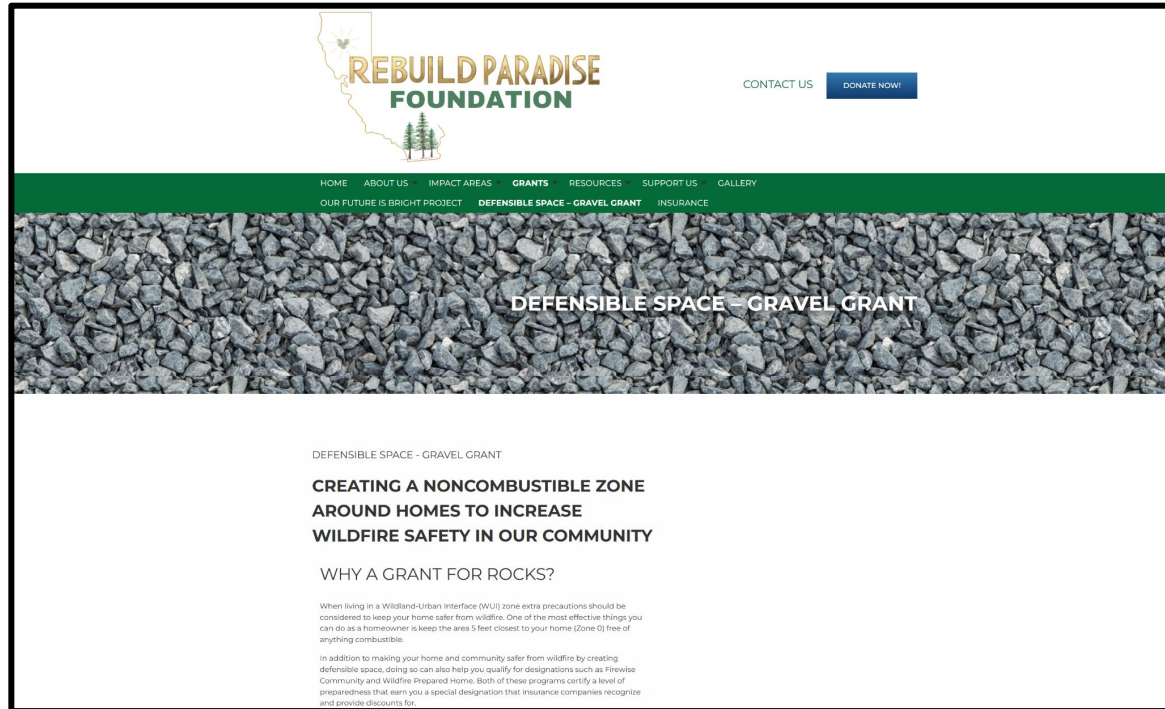 REBUILD PARADISE
FOUNDATION
CONTACT US
DONATE NOW!
HOME ABOUT US IMPACT AREAS GRANTS RESOURCES SUPPORT US GALLERY
OUR FUTURE IS BRIGHT PROJECT DEFENSIBLE SPACE – GRAVEL GRANT INSURANCE
DEFENSIBLE SPACE – GRAVEL GRANT
DEFENSIBLE SPACE - GRAVEL GRANT
CREATING A NONCOMBUSTIBLE ZONE
AROUND HOMES TO INCREASE
WILDFIRE SAFETY IN OUR COMMUNITY
WHY A GRANT FOR ROCKS?
When living in a Wildland-Urban Interface (WUI) zone extra precautions should be
considered to keep your home safer from wildfire. One of the most effective things you
can do as a homeowner is keep the area 5 feet closest to your home (Zone 0) free of
anything combustible.
In addition to making your home and community safer from wildfire by creating
defensible space, doing so can also help you qualify for designations such as Firewise
Community and Wildfire Prepared Home. Both of these programs certify a level of
preparedness that earn you a special designation that insurance companies recognize
and provide discounts for.